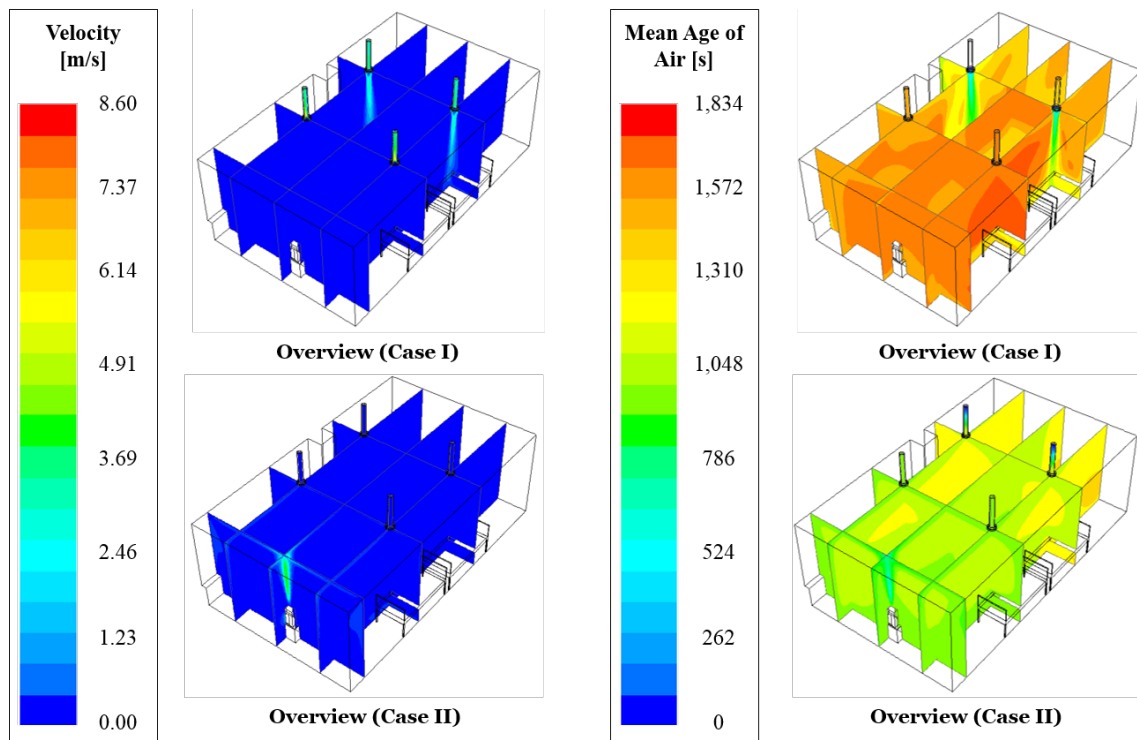 Velocity
[m/s]
8.60
7.37
6.14
4.91
3.69
2.46
1.23
0.00
Overview (Case I)
Overview (Case II)
Mean Age of
Air [s]
1,834
1,572
1,310
1,048
786
524
262
0
Overview (Case I)
Overview (Case II)